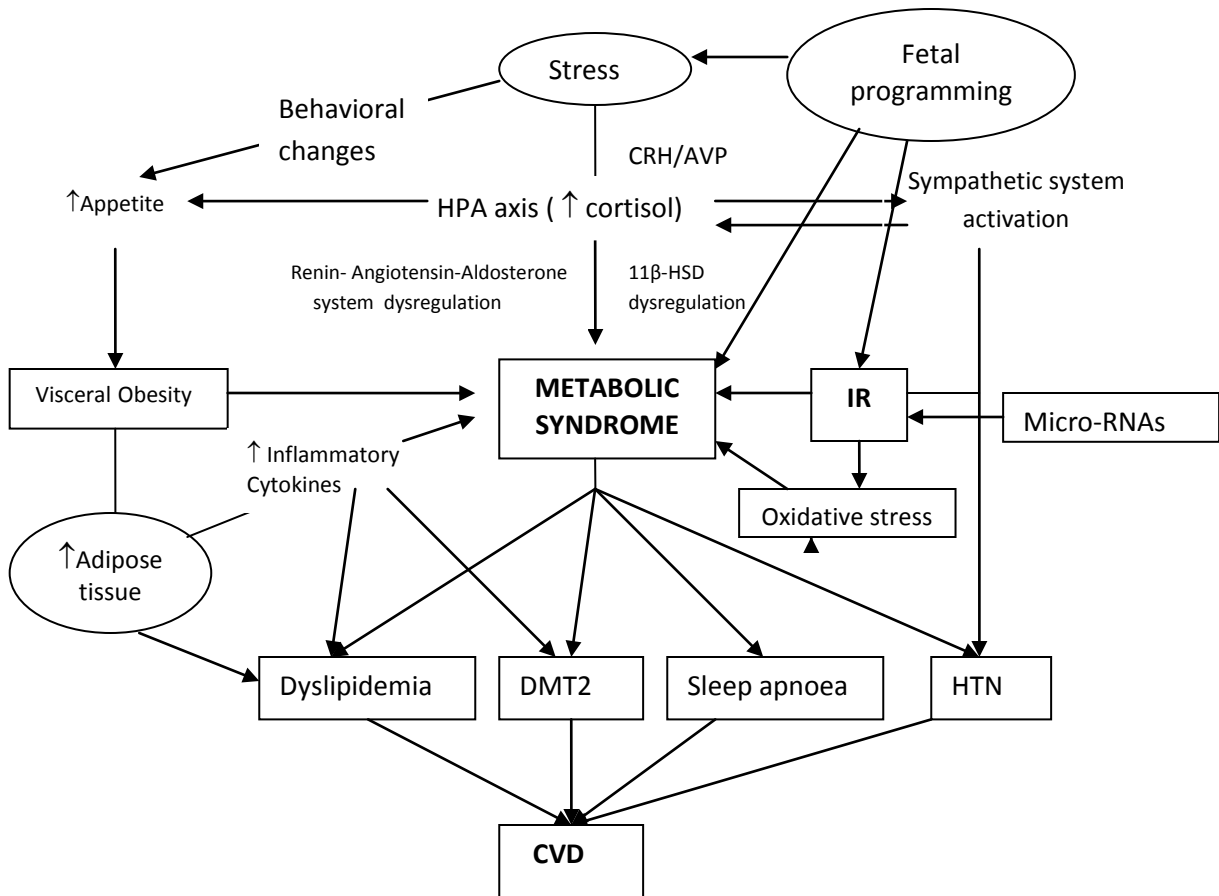 Stress
Fetal
programming
Behavioral
changes
CRH/AVP
↑Appetite
HPA axis ( ↑ cortisol)
Sympathetic system
activation
Renin- Angiotensin-Aldosterone
system dysregulation
11β-HSD
dysregulation
Visceral Obesity
METABOLIC
SYNDROME
IR
Micro-RNAs
↑ Inflammatory
Cytokines
Oxidative stress
↑Adipose
tissue
Dyslipidemia
DMT2
Sleep apnoea
HTN
CVD